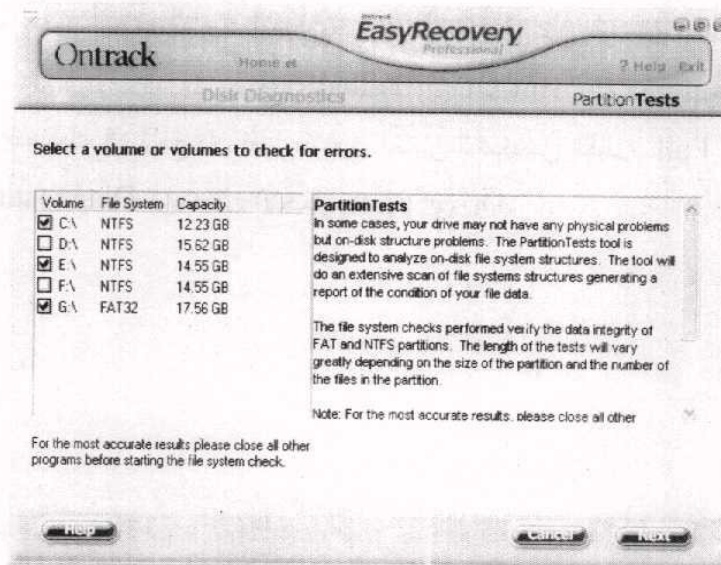 Ontrack
EasyRecovery
Professional
Ontrack
Home
? Help Exit
Disk Diagnostics
PartitionTests
Select a volume or volumes to check for errors.
Volume File System Capacity
C:\ NTFS 12.23 GB
D:\ NTFS 15.62 GB
E:\ NTFS 14.55 GB
F:\ NTFS 14.55 GB
G:\ FAT32 17.56 GB
PartitionTests
In some cases, your drive may not have any physical problems
but on-disk structure problems. The PartitionTests tool is
designed to analyze on-disk file system structures. The tool will
do an extensive scan of file systems structures generating a
report of the condition of your file data.
The file system checks performed verify the data integrity of
FAT and NTFS partitions. The length of the tests will vary
greatly depending on the size of the partition and the number of
the files in the partition.
Note: For the most accurate results, please close all other
For the most accurate results please close all other
programs before starting the file system check.
Help
Cancel
Next